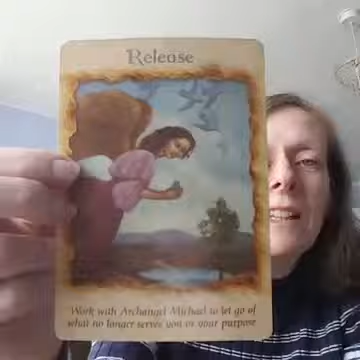 Release
Work with Archangel Michael to let go of
what no longer serves you or your purpose